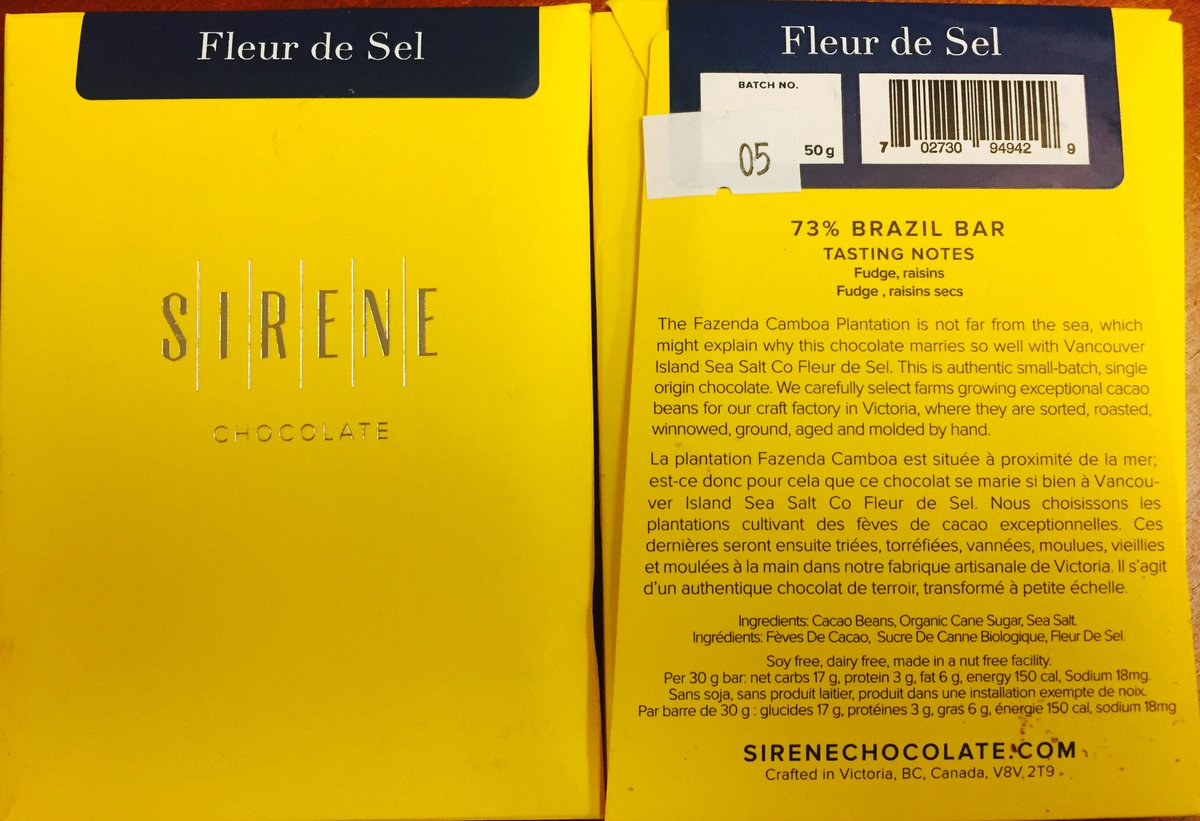 Fleur de Sel
SIRENE
CHOCOLATE
Fleur de Sel
BATCH NO.
05
50 g
7 02730 94942 9
73% BRAZIL BAR
TASTING NOTES
Fudge, raisins
Fudge , raisins secs
The Fazenda Camboa Plantation is not far from the sea, which
might explain why this chocolate marries so well with Vancouver
Island Sea Salt Co Fleur de Sel. This is authentic small-batch, single
origin chocolate. We carefully select farms growing exceptional cacao
beans for our craft factory in Victoria, where they are sorted, roasted,
winnowed, ground, aged and molded by hand.
La plantation Fazenda Camboa est située à proximité de la mer;
est-ce donc pour cela que ce chocolat se marie si bien à Vancou-
ver Island Sea Salt Co Fleur de Sel. Nous choisissons les
plantations cultivant des fèves de cacao exceptionnelles. Ces
dernières seront ensuite triées, torréfiées, vannées, moulues, vieillies
et moulées à la main dans notre fabrique artisanale de Victoria. Il s'agit
d'un authentique chocolat de terroir, transformé à petite échelle.
Ingredients: Cacao Beans, Organic Cane Sugar, Sea Salt.
Ingrédients: Fèves De Cacao, Sucre De Canne Biologique, Fleur De Sel.
Soy free, dairy free, made in a nut free facility.
Per 30 g bar: net carbs 17 g, protein 3 g, fat 6 g, energy 150 cal, Sodium 18mg.
Sans soja, sans produit laitier, produit dans une installation exempte de noix.
Par barre de 30 g : glucides 17 g, protéines 3 g, gras 6 g, énergie 150 cal, sodium 18mg
SIRENECHOCOLATE.COM
Crafted in Victoria, BC, Canada, V8V 2T9